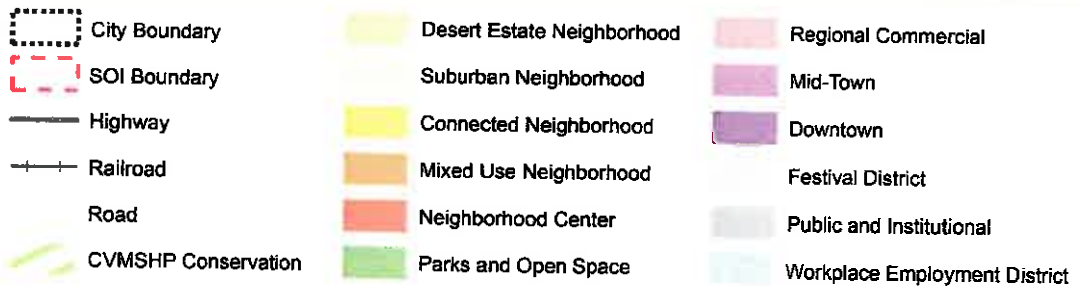 City Boundary
SOI Boundary
Highway
Railroad
Road
CVMSHP Conservation
Desert Estate Neighborhood
Suburban Neighborhood
Connected Neighborhood
Mixed Use Neighborhood
Neighborhood Center
Parks and Open Space
Regional Commercial
Mid-Town
Downtown
Festival District
Public and Institutional
Workplace Employment District